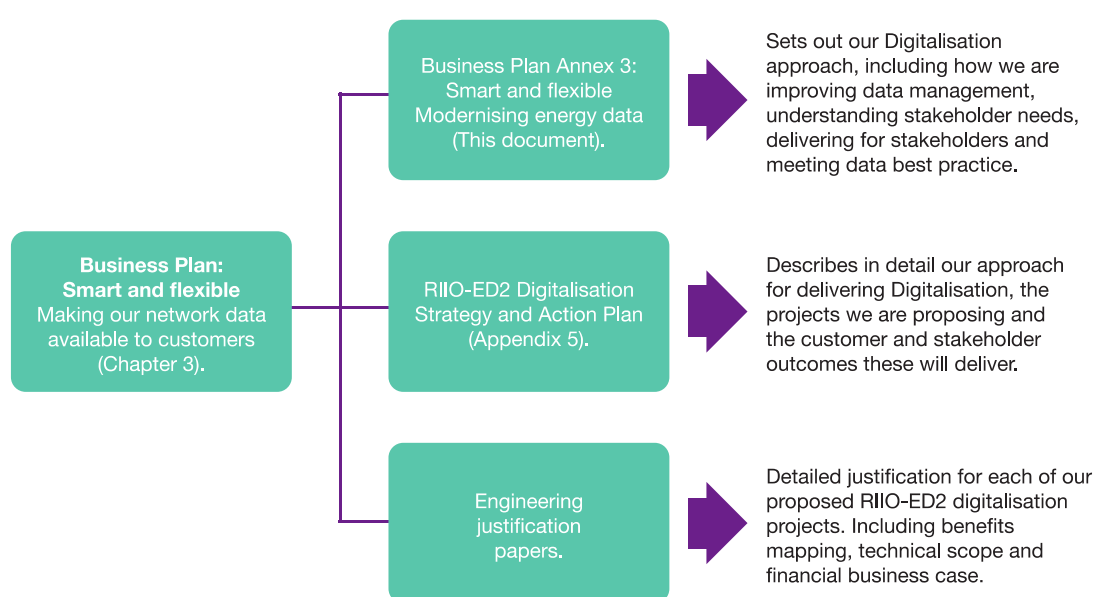 Business Plan:
Smart and flexible
Making our network data
available to customers
(Chapter 3).
Business Plan Annex 3:
Smart and flexible
Modernising energy data
(This document).
Sets out our Digitalisation
approach, including how we are
improving data management,
understanding stakeholder needs,
delivering for stakeholders and
meeting data best practice.
RIIO-ED2 Digitalisation
Strategy and Action Plan
(Appendix 5).
Describes in detail our approach
for delivering Digitalisation, the
projects we are proposing and
the customer and stakeholder
outcomes these will deliver.
Engineering
justification
papers.
Detailed justification for each of our
proposed RIIO-ED2 digitalisation
projects. Including benefits
mapping, technical scope and
financial business case.